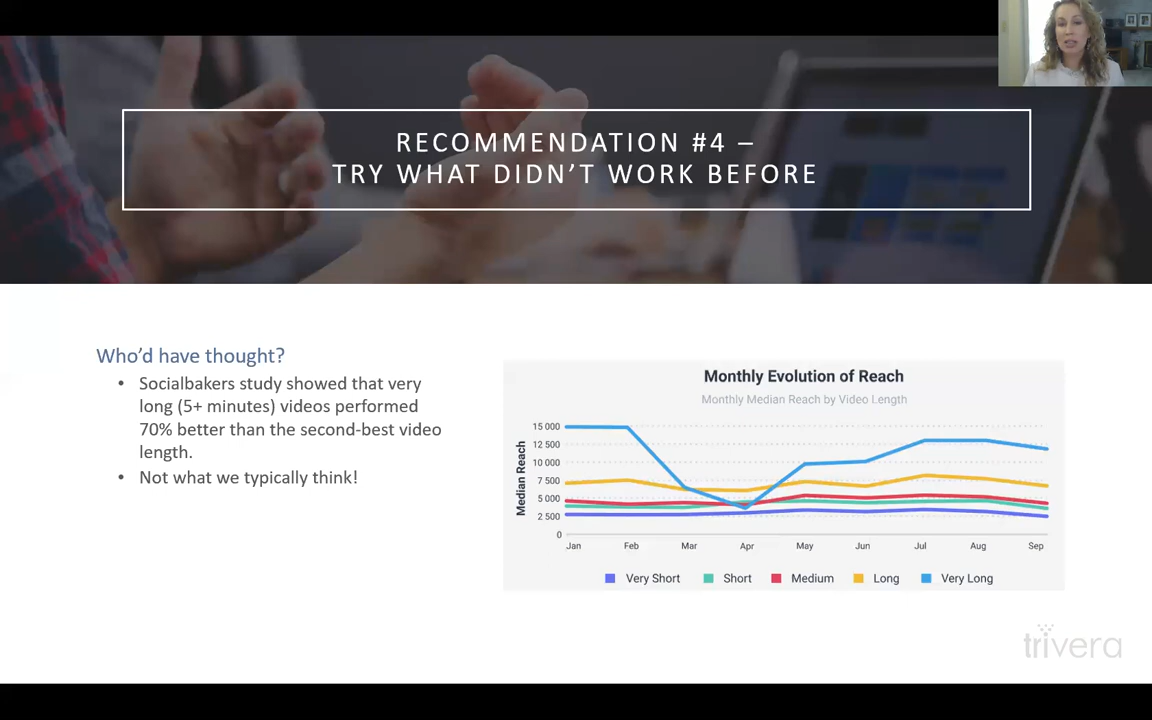 RECOMMENDATION #4 –
TRY WHAT DIDN'T WORK BEFORE
Who'd have thought?
• Socialbakers study showed that very
long (5+ minutes) videos performed
70% better than the second-best video
length.
• Not what we typically think!
Monthly Evolution of Reach
Monthly Median Reach by Video Length
Median Reach
15 000
12 500
10 000
7 500
5 000
2 500
0
Jan Feb Mar Apr May Jun Jul Aug Sep
Very Short Short Medium Long Very Long
trivera